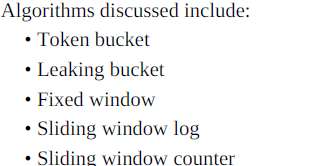 Algorithms discussed include:
• Token bucket
• Leaking bucket
• Fixed window
• Sliding window log
• Sliding window counter